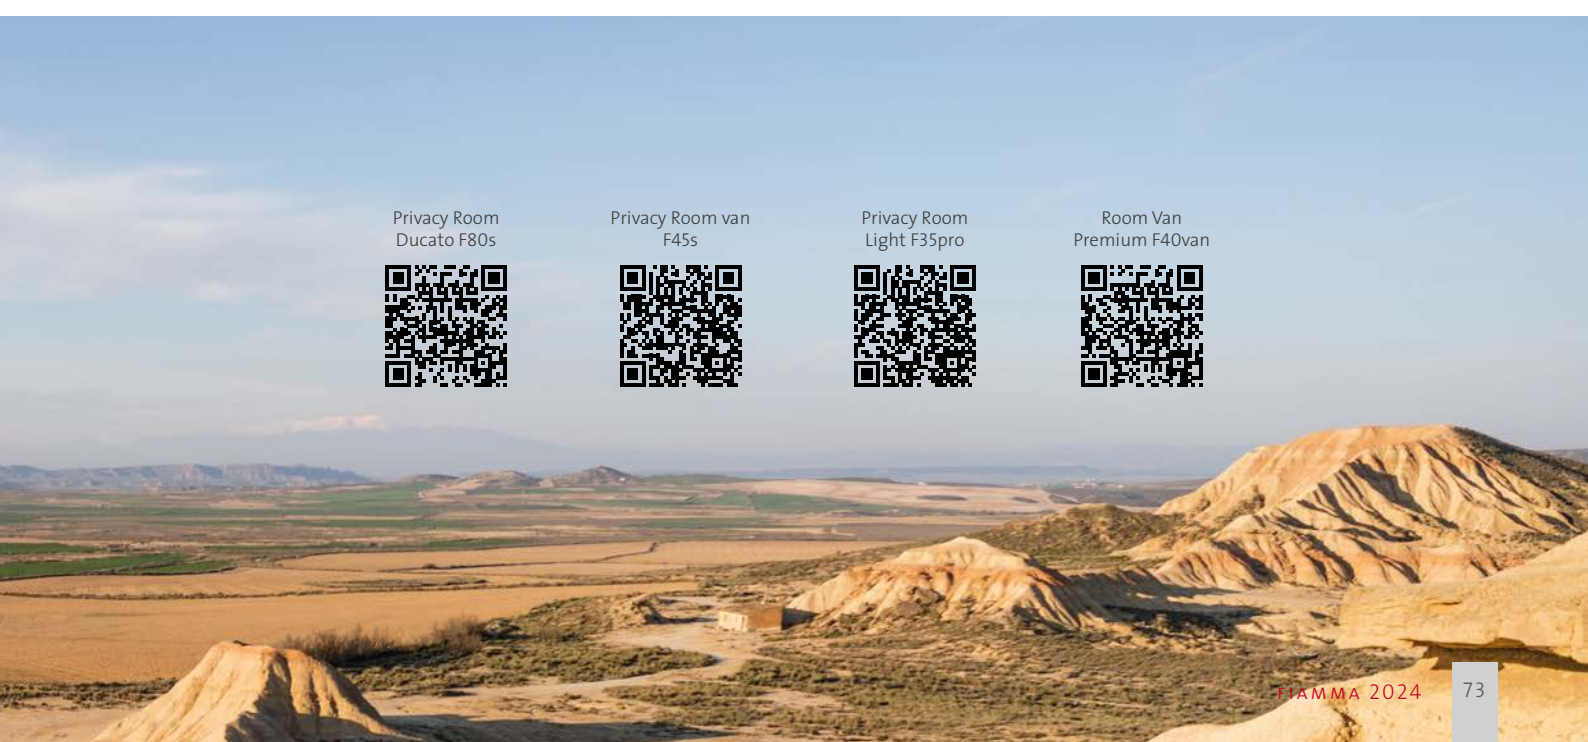 Privacy Room
Ducato F80s
Privacy Room van
F45s
Privacy Room
Light F35pro
Room Van
Premium F40van
FIAMMA 2024
73